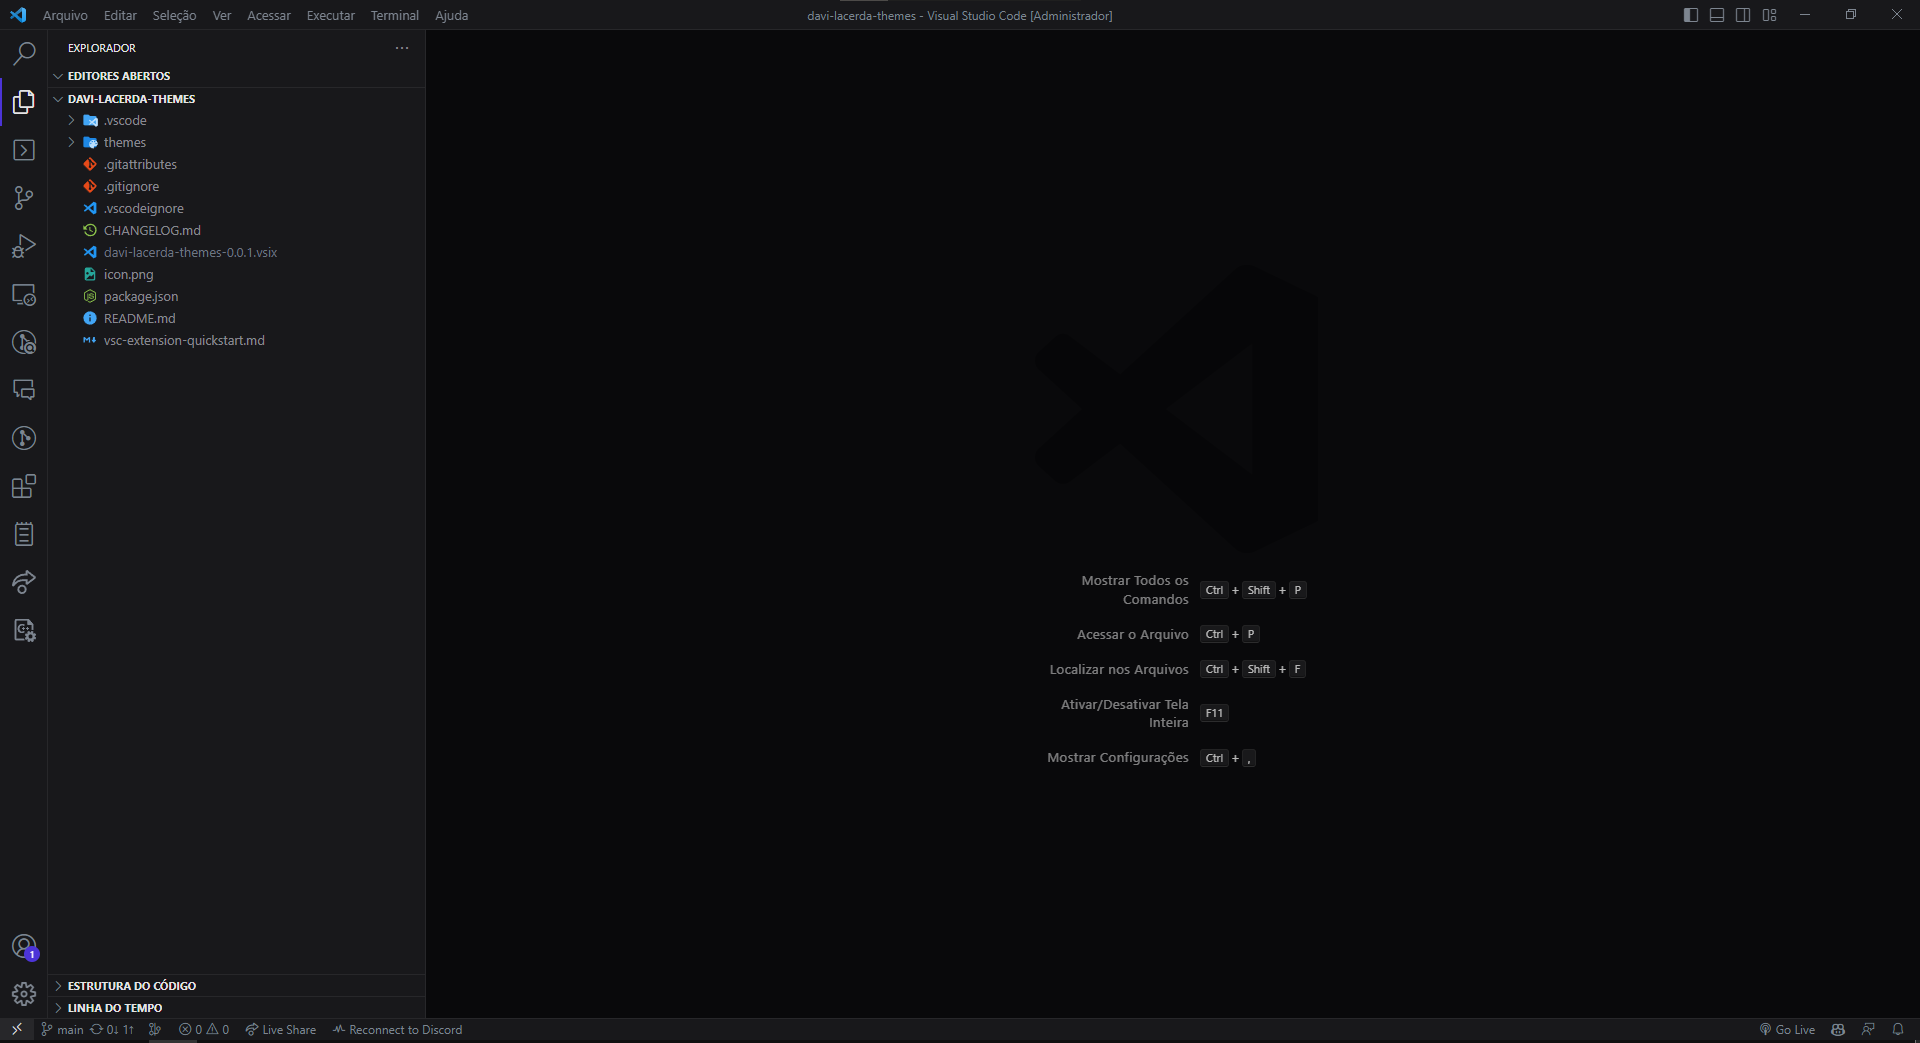 Arquivo Editar Seleção Ver Acessar Executar Terminal Ajuda
davi-lacerda-themes - Visual Studio Code [Administrador]
EXPLORADOR
EDITORES ABERTOS
DAVI-LACERDA-THEMES
.vscode
themes
.gitattributes
.gitignore
.vscodeignore
CHANGELOG.md
davi-lacerda-themes-0.0.1.vsix
icon.png
package.json
README.md
vsc-extension-quickstart.md
Mostrar Todos os
Comandos
Ctrl + Shift + P
Acessar o Arquivo Ctrl + P
Localizar nos Arquivos Ctrl + Shift + F
Ativar/Desativar Tela
Inteira
F11
Mostrar Configurações Ctrl + ,
1
ESTRUTURA DO CÓDIGO
LINHA DO TEMPO
main 0↓ 1↑ 0 0 Live Share Reconnect to Discord Go Live